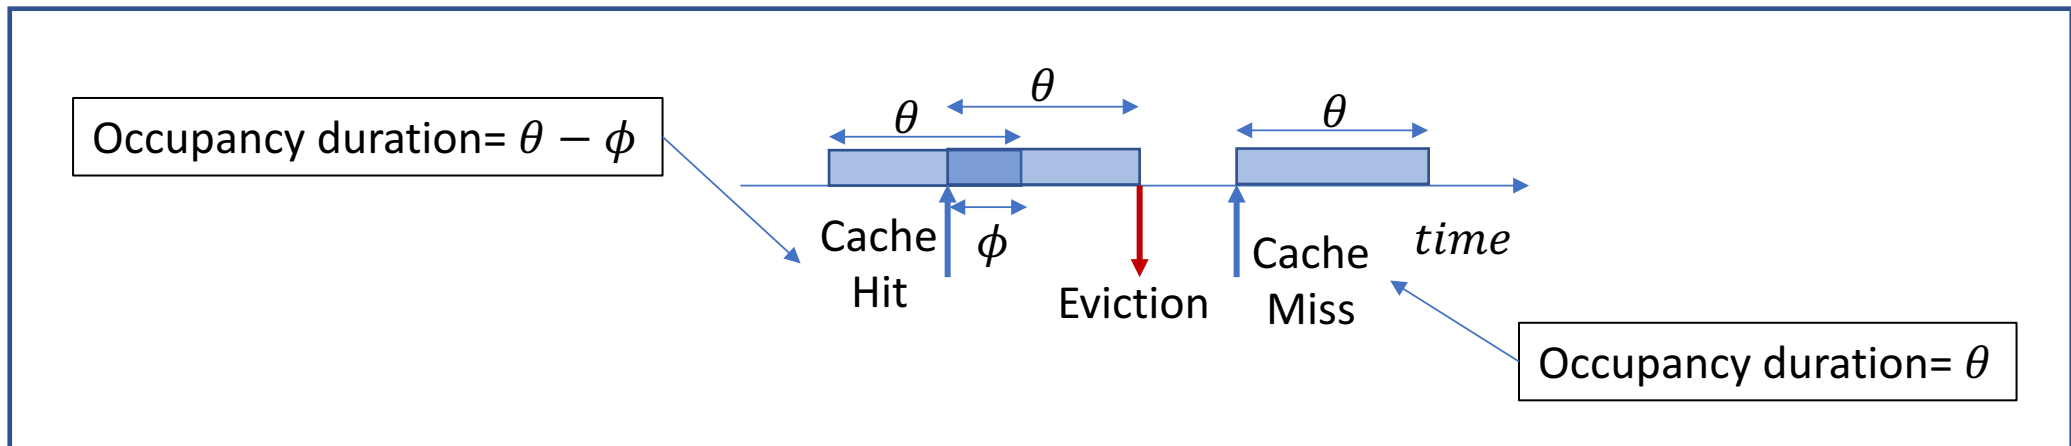 θ
θ
θ
Occupancy duration= θ − ϕ
Cache
Hit
ϕ
Eviction
Cache
Miss
time
Occupancy duration= θ